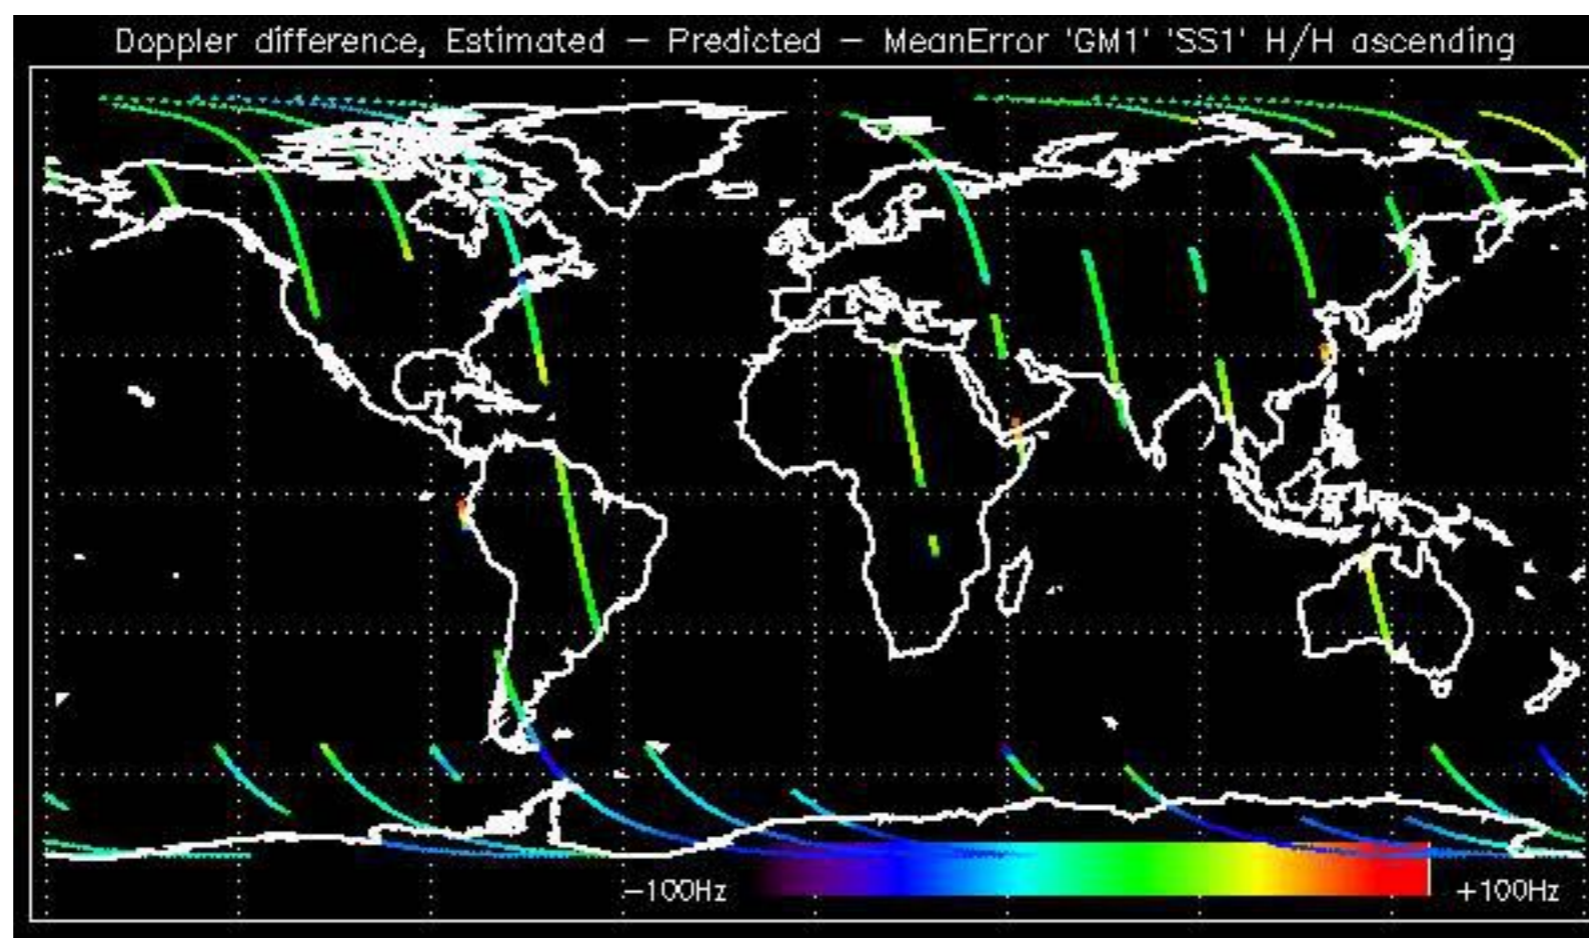 Doppler difference, Estimated – Predicted – MeanError 'GM1' 'SS1' H/H ascending
–100Hz +100Hz